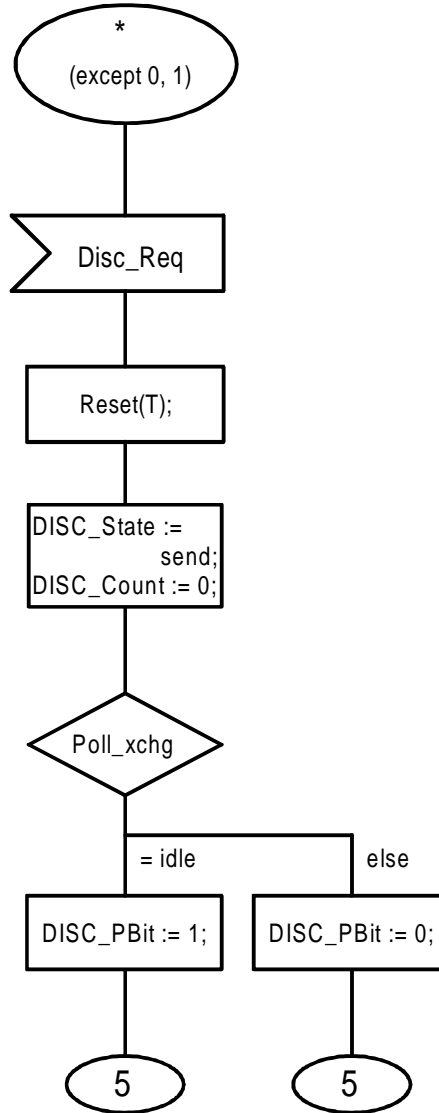 *
(except 0, 1)
Disc_Req
Reset(T);
DISC_State :=
send;
DISC_Count := 0;
Poll_xchg
= idle
else
DISC_PBit := 1;
DISC_PBit := 0;
5
5